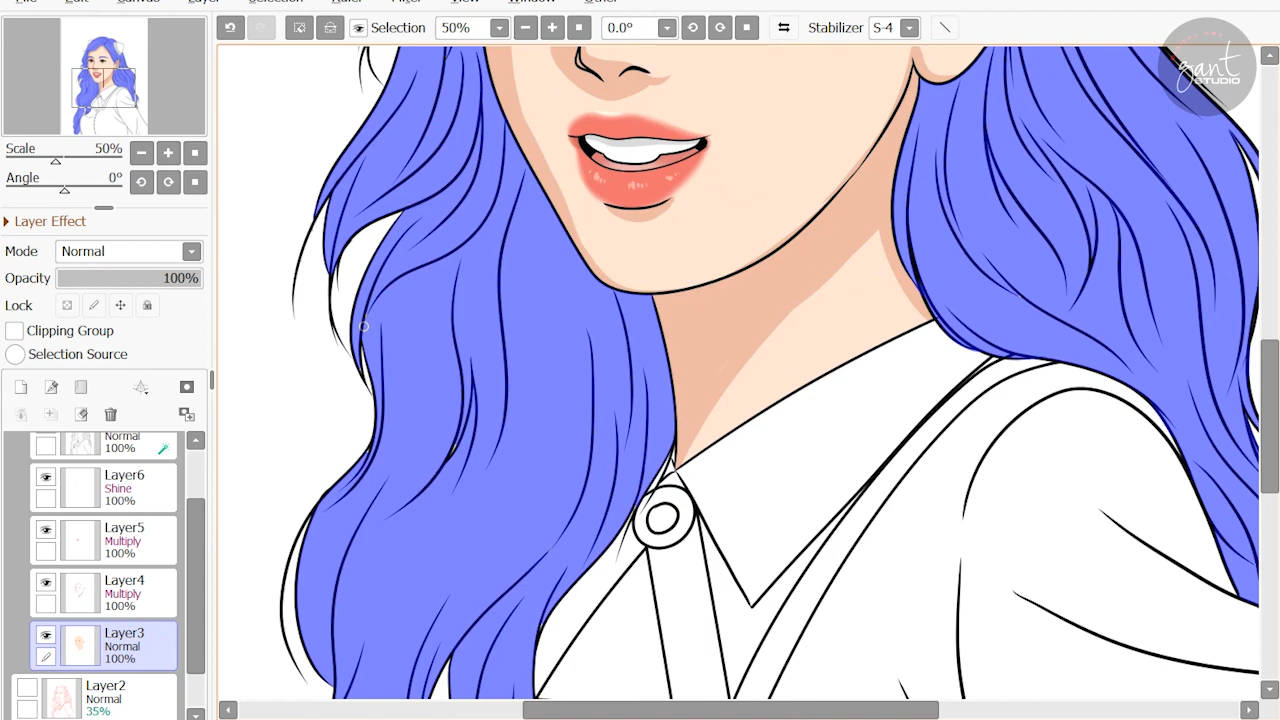 Selection
50%
0.0°
Stabilizer
S-4
gant
STUDIO
Scale
50%
Angle
0°
Layer Effect
Mode
Normal
Opacity
100%
Lock
Clipping Group
Selection Source
Normal
100%
Layer6
Shine
100%
Layer5
Multiply
100%
Layer4
Multiply
100%
Layer3
Normal
100%
Layer2
Normal
35%